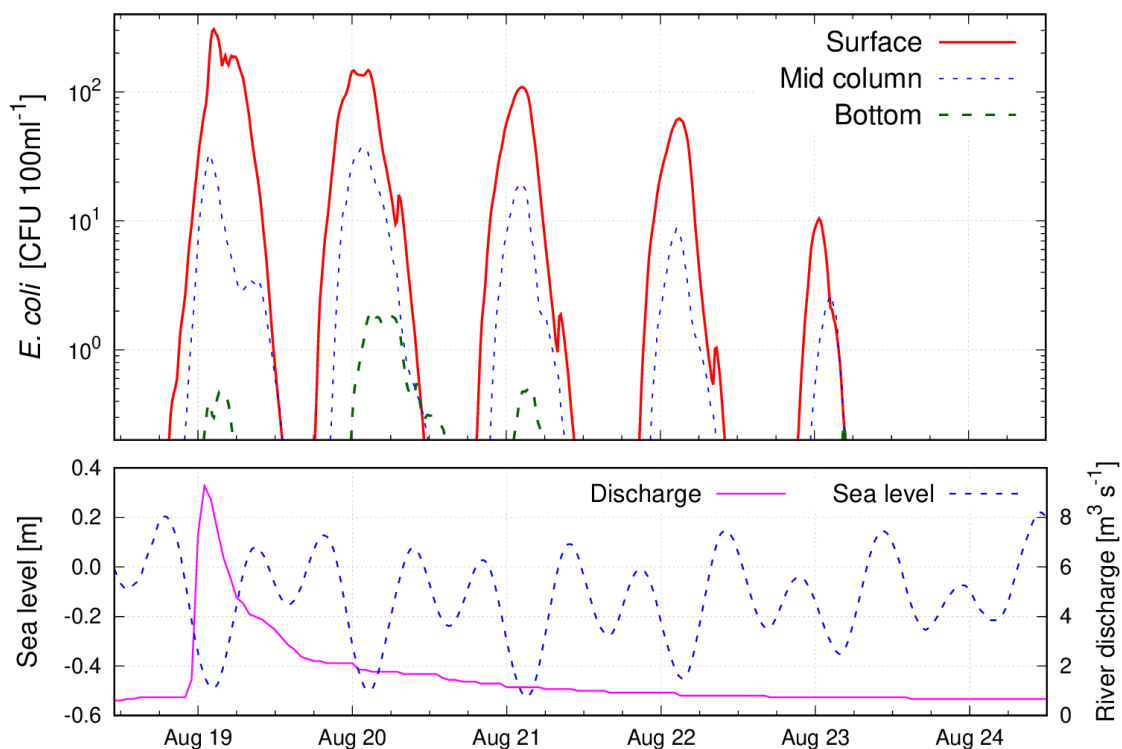 Surface
Mid column
Bottom
E. coli [CFU 100ml⁻¹]
10²
10¹
10⁰
Discharge
Sea level
Sea level [m]
0.4
0.2
0.0
-0.2
-0.4
-0.6
River discharge [m³ s⁻¹]
8
6
4
2
0
Aug 19 Aug 20 Aug 21 Aug 22 Aug 23 Aug 24